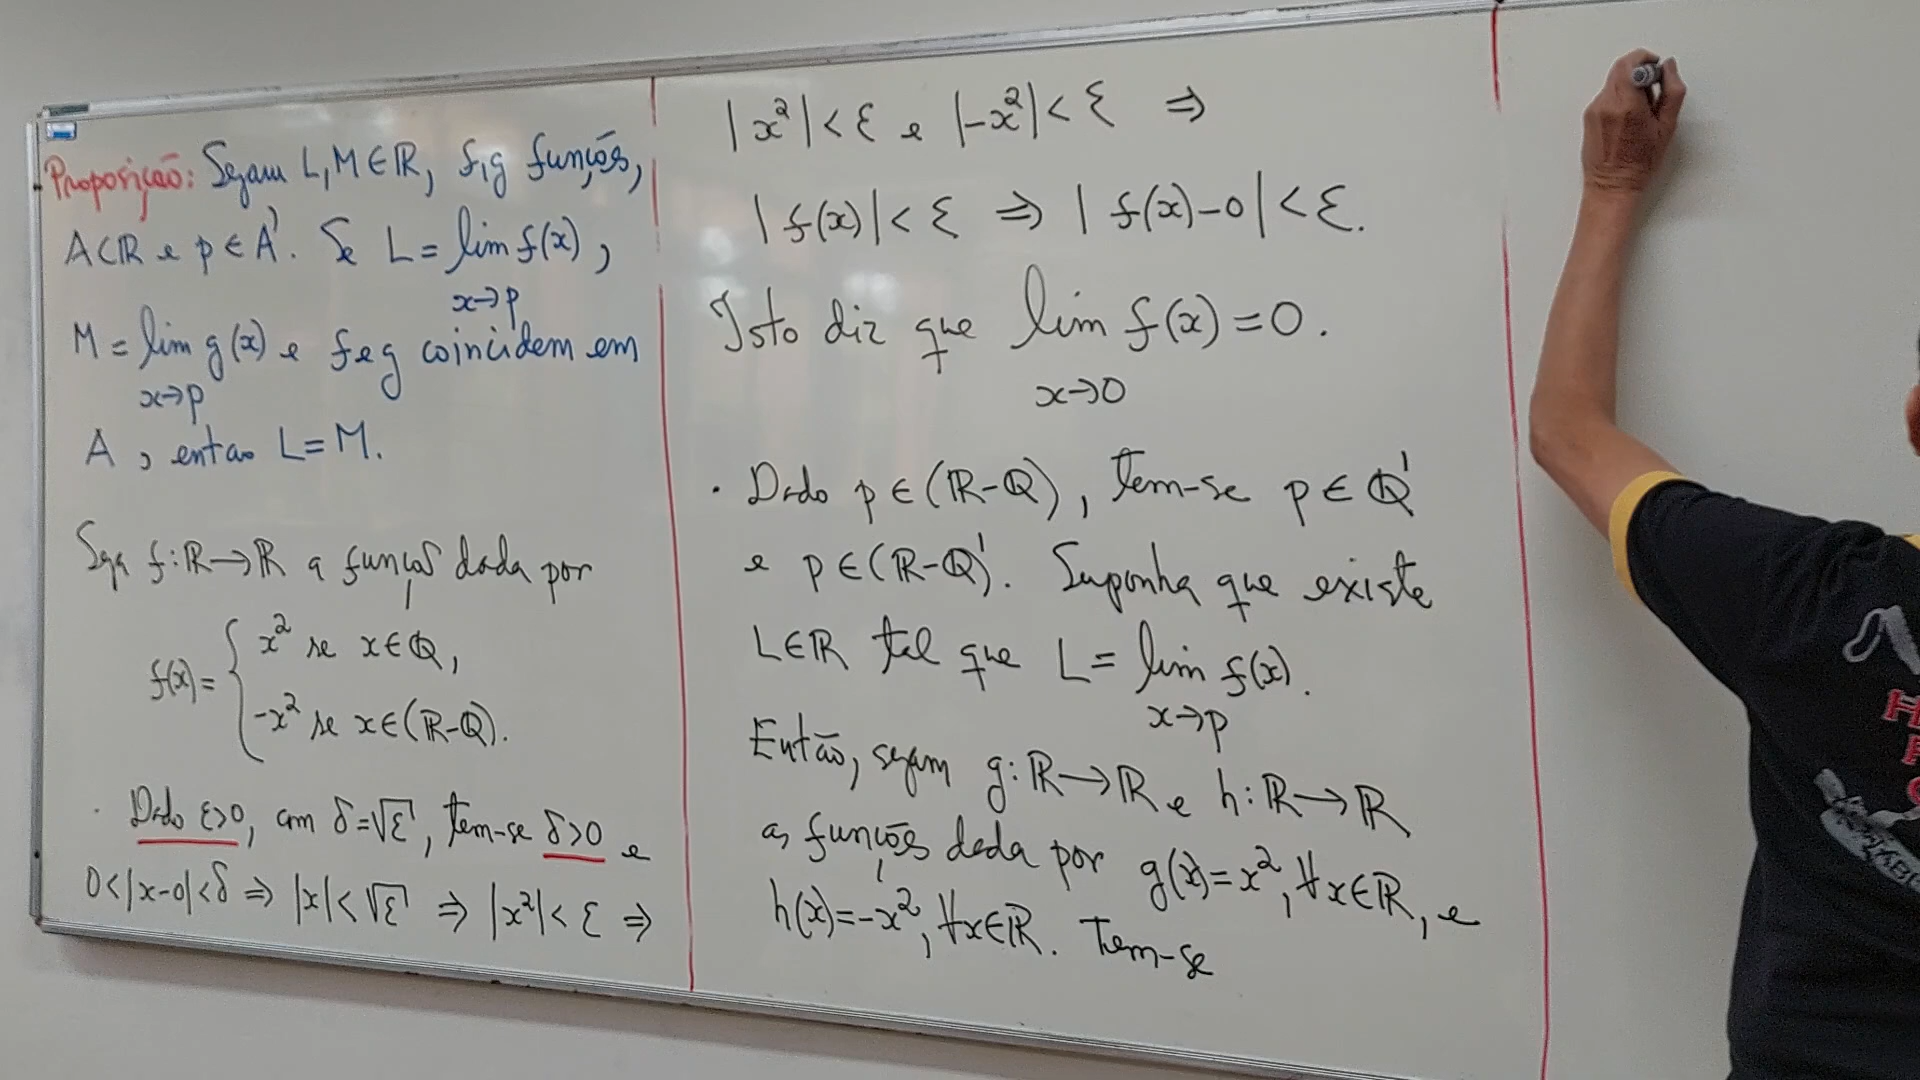 Proposição: Sejam L, M ∈ ℝ, f, g funções,
A ⊂ ℝ e p ∈ A'. Se L = lim f(x),
x→p
M = lim g(x) e f e g coincidem em
x→p
A, entao L = M.
Seja f: ℝ → ℝ a função dada por
f(x) = { x² se x ∈ ℚ,
-x² se x ∈ (ℝ-ℚ).
· Dado ε>0, com δ=√ε, tem-se δ>0 e
0<|x-0|<δ ⇒ |x|<√ε ⇒ |x²|<ε ⇒
|x²|<ε e |-x²|<ε ⇒
|f(x)|<ε ⇒ |f(x)-0|<ε.
Isto diz que lim f(x)=0.
x→0
· Dado p ∈ (ℝ-ℚ), tem-se p ∈ ℚ'
e p ∈ (ℝ-ℚ)'. Suponha que existe
L ∈ ℝ tal que L = lim f(x).
x→p
Então, sejam g: ℝ → ℝ e h: ℝ → ℝ
as funções dada por g(x)=x², ∀x∈ℝ, e
h(x)=-x², ∀x∈ℝ. Tem-se